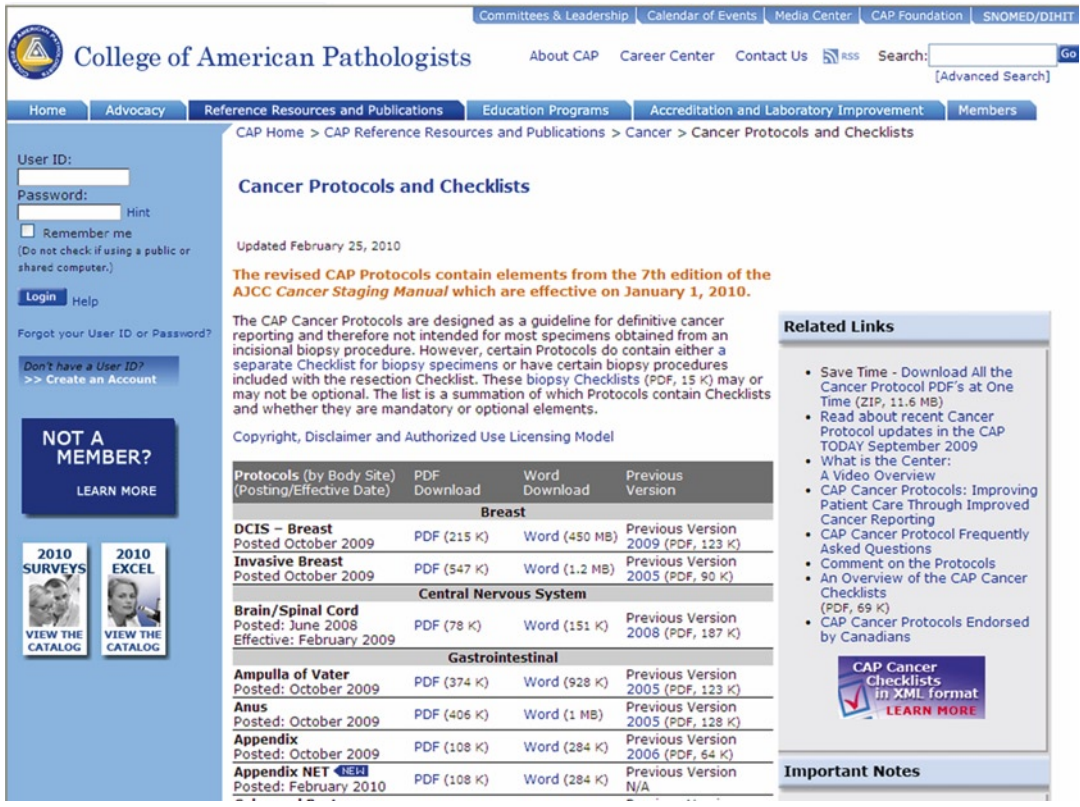 Committees & Leadership Calendar of Events Media Center CAP Foundation SNOMED/DIHIT
College of American Pathologists
About CAP Career Center Contact Us RSS Search: Go
[Advanced Search]
Home Advocacy Reference Resources and Publications Education Programs Accreditation and Laboratory Improvement Members
CAP Home > CAP Reference Resources and Publications > Cancer > Cancer Protocols and Checklists
User ID:
Password:
Hint
Remember me
(Do not check if using a public or
shared computer.)
Login Help
Forgot your User ID or Password?
Don't have a User ID?
>> Create an Account
NOT A
MEMBER?
LEARN MORE
2010
SURVEYS
VIEW THE
CATALOG
2010
EXCEL
VIEW THE
CATALOG
Cancer Protocols and Checklists
Updated February 25, 2010
The revised CAP Protocols contain elements from the 7th edition of the
AJCC Cancer Staging Manual which are effective on January 1, 2010.
The CAP Cancer Protocols are designed as a guideline for definitive cancer
reporting and therefore not intended for most specimens obtained from an
incisional biopsy procedure. However, certain Protocols do contain either a
separate Checklist for biopsy specimens or have certain biopsy procedures
included with the resection Checklist. These biopsy Checklists (PDF, 15 K) may or
may not be optional. The list is a summation of which Protocols contain Checklists
and whether they are mandatory or optional elements.
Copyright, Disclaimer and Authorized Use Licensing Model
Protocols (by Body Site) PDF Word Previous
(Posting/Effective Date) Download Download Version
Breast
DCIS – Breast Previous Version
Posted October 2009 PDF (215 K) Word (450 MB) 2009 (PDF, 123 K)
Invasive Breast Previous Version
Posted October 2009 PDF (547 K) Word (1.2 MB) 2005 (PDF, 90 K)
Central Nervous System
Brain/Spinal Cord
Posted: June 2008 PDF (78 K) Word (151 K) Previous Version
Effective: February 2009 2008 (PDF, 187 K)
Gastrointestinal
Ampulla of Vater Previous Version
Posted: October 2009 PDF (374 K) Word (928 K) 2005 (PDF, 123 K)
Anus Previous Version
Posted: October 2009 PDF (406 K) Word (1 MB) 2005 (PDF, 128 K)
Appendix Previous Version
Posted: October 2009 PDF (108 K) Word (284 K) 2006 (PDF, 64 K)
Appendix NET NEW Previous Version
Posted: February 2010 PDF (108 K) Word (284 K) N/A
Related Links
Save Time - Download All the
Cancer Protocol PDF's at One
Time (ZIP, 11.6 MB)
Read about recent Cancer
Protocol updates in the CAP
TODAY September 2009
What is the Center:
A Video Overview
CAP Cancer Protocols: Improving
Patient Care Through Improved
Cancer Reporting
CAP Cancer Protocol Frequently
Asked Questions
Comment on the Protocols
An Overview of the CAP Cancer
Checklists
(PDF, 69 K)
CAP Cancer Protocols Endorsed
by Canadians
CAP Cancer
Checklists
in XML format
LEARN MORE
Important Notes